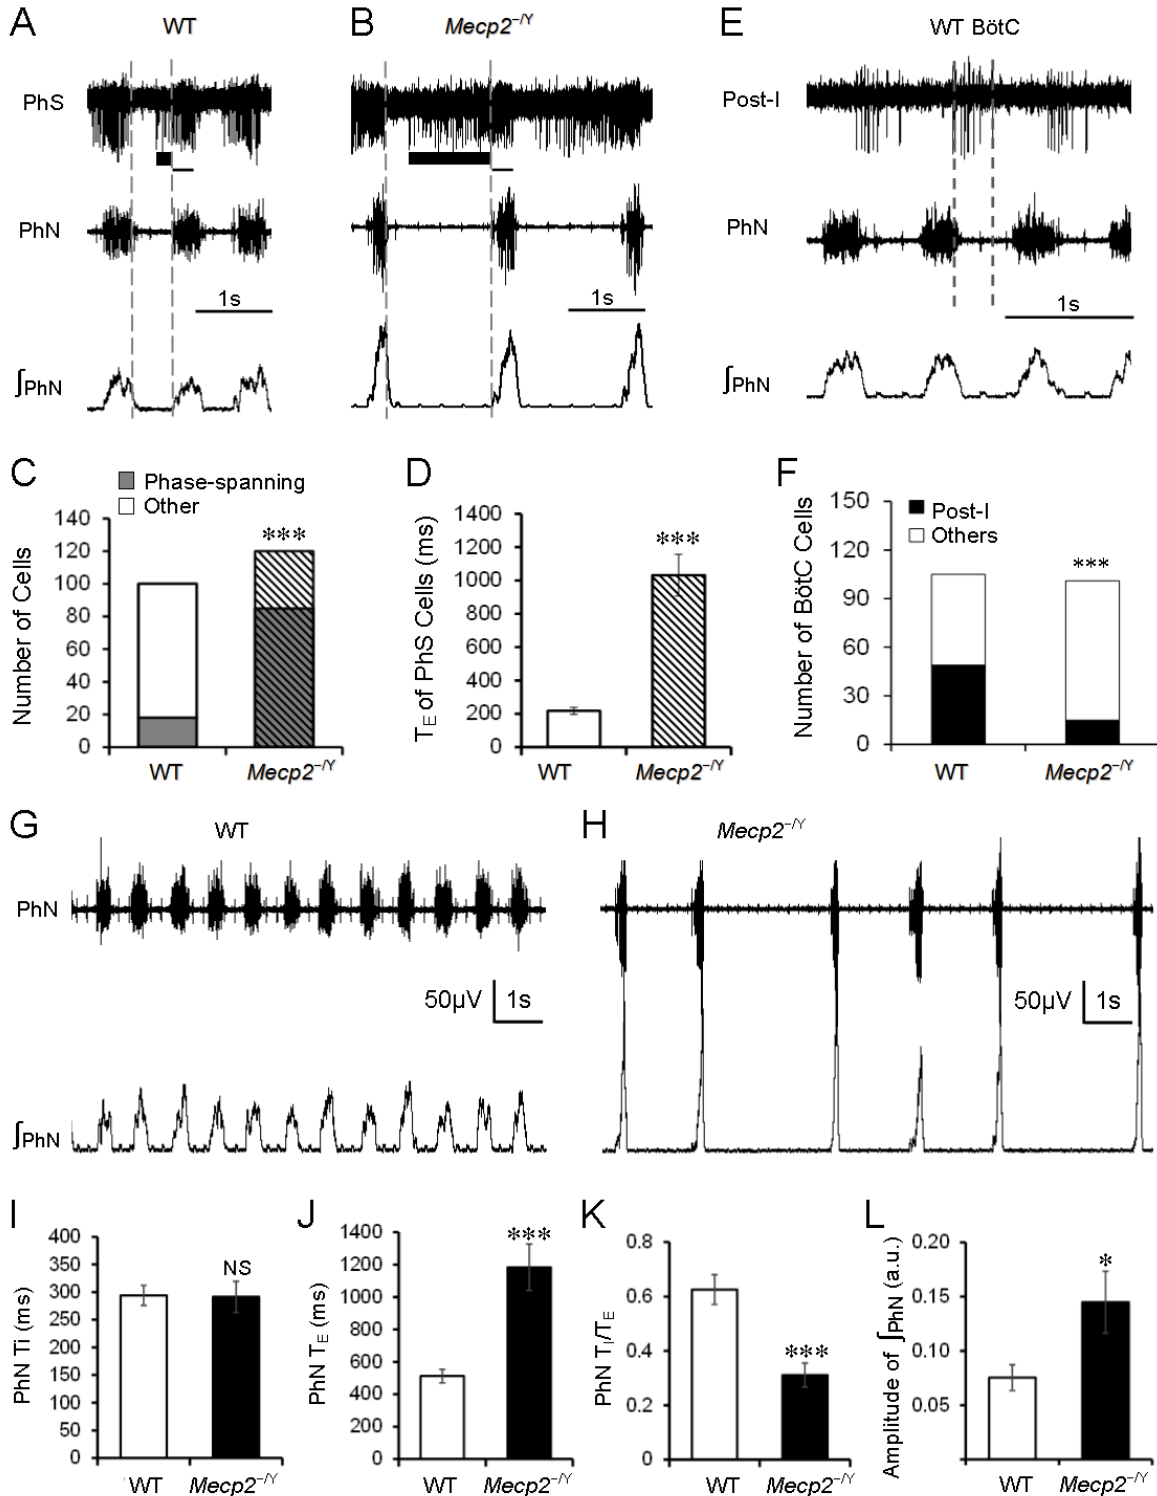 A WT
B Mecp2−/Y
E WT BötC
PhS
Post-I
PhN
PhN
1s
1s
1s
∫PhN
∫PhN
C
Phase-spanning
Other
Number of Cells
140
120
100
80
60
40
20
0
***
WT Mecp2−/Y
D
TE of PhS Cells (ms)
1400
1200
1000
800
600
400
200
0
***
WT Mecp2−/Y
F
Number of BötC Cells
150
120
90
60
30
0
Post-I
Others
***
WT Mecp2−/Y
G WT
H Mecp2−/Y
PhN
50µV 1s
50µV 1s
∫PhN
I
PhN Ti (ms)
400
350
300
250
200
150
100
50
0
NS
WT Mecp2−/Y
J
PhN TE (ms)
1400
1200
1000
800
600
400
200
0
***
WT Mecp2−/Y
K
PhN TI/TE
0.8
0.6
0.4
0.2
0
***
WT Mecp2−/Y
L
Amplitude of ∫PhN (a.u.)
0.20
0.15
0.10
0.05
*
WT Mecp2−/Y